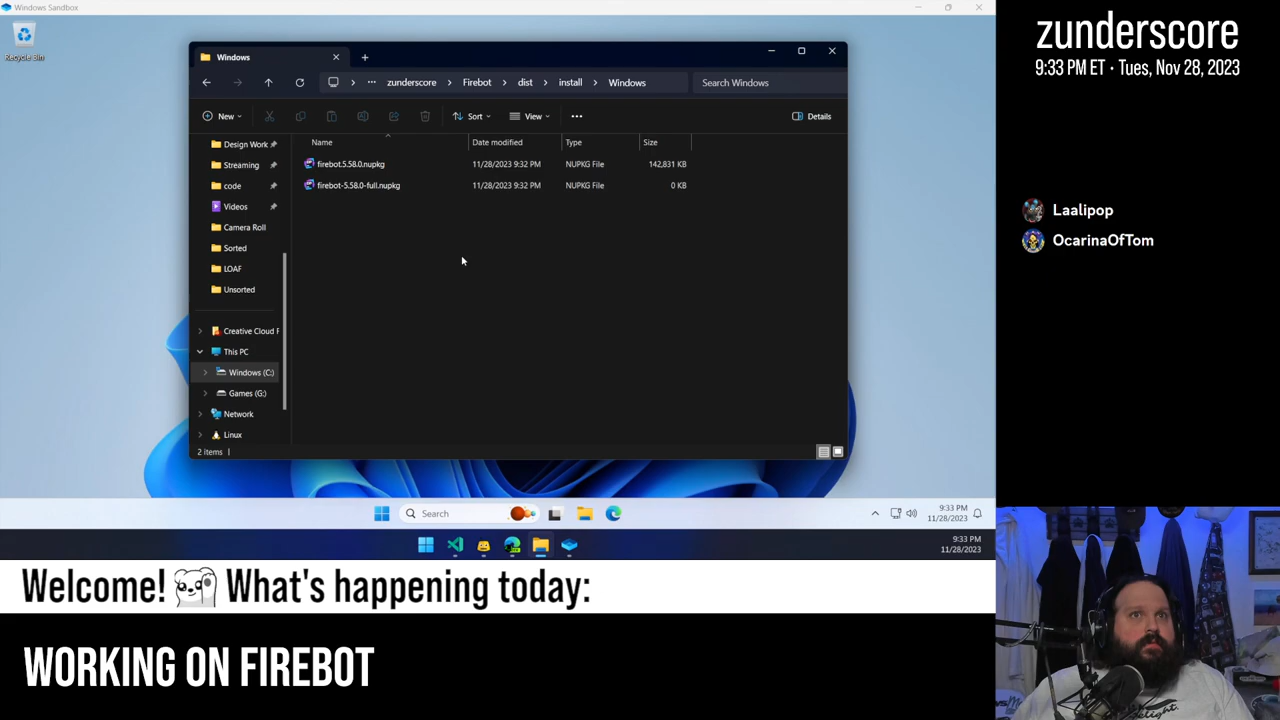 Windows Sandbox
Recycle Bin
Windows
zunderscore > Firebot > dist > install > Windows
Search Windows
New
Sort
View
Details
Name
Date modified
Type
Size
firebot.5.58.0.nupkg
11/28/2023 9:32 PM
NUPKG File
142,831 KB
firebot-5.58.0-full.nupkg
11/28/2023 9:32 PM
NUPKG File
0 KB
Design Work
Streaming
code
Videos
Camera Roll
Sorted
LOAF
Unsorted
Creative Cloud F
This PC
Windows (C:)
Games (G:)
Network
Linux
2 items
Search
9:33 PM
11/28/2023
9:33 PM
11/28/2023
Welcome! What's happening today:
WORKING ON FIREBOT
zunderscore
9:33 PM ET · Tues, Nov 28, 2023
Laalipop
OcarinaOfTom